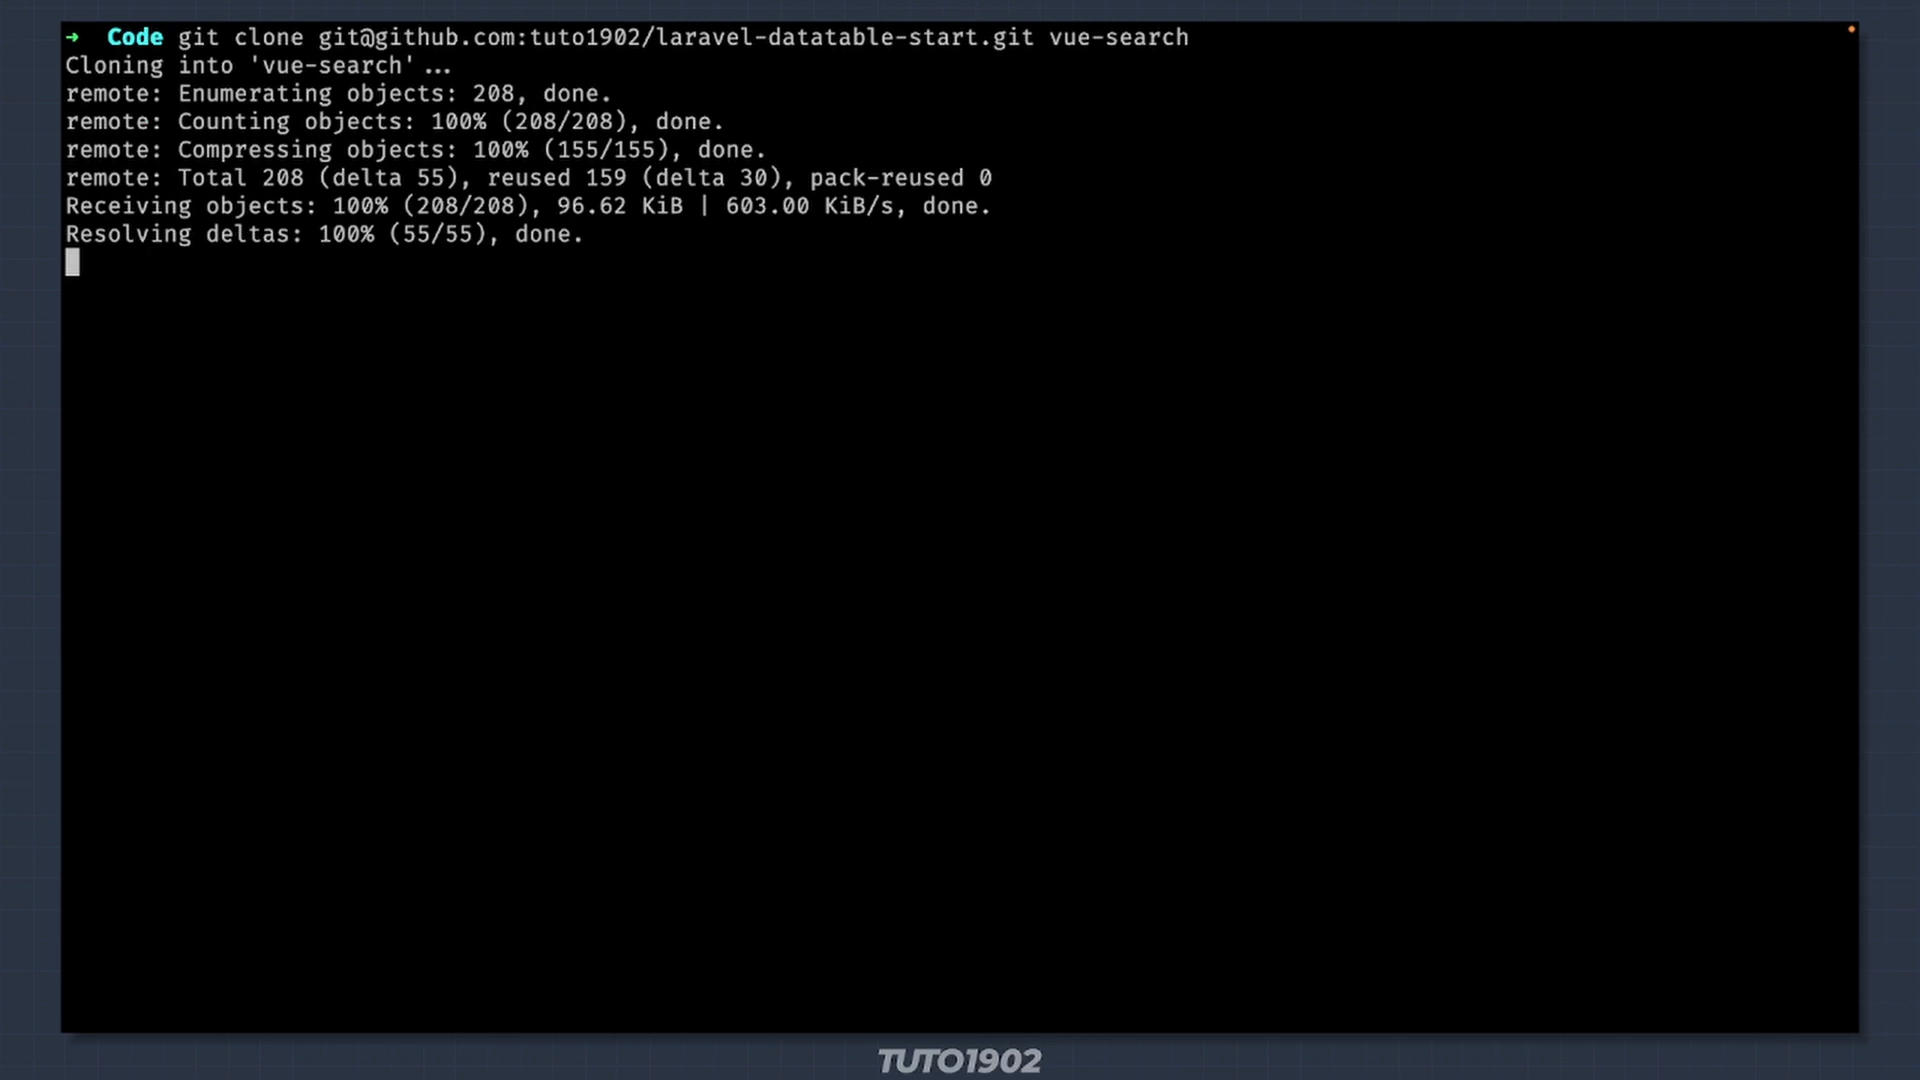 ➜  Code git clone git@github.com:tuto1902/laravel-datatable-start.git vue-search
Cloning into 'vue-search'...
remote: Enumerating objects: 208, done.
remote: Counting objects: 100% (208/208), done.
remote: Compressing objects: 100% (155/155), done.
remote: Total 208 (delta 55), reused 159 (delta 30), pack-reused 0
Receiving objects: 100% (208/208), 96.62 KiB | 603.00 KiB/s, done.
Resolving deltas: 100% (55/55), done.
TUTO1902